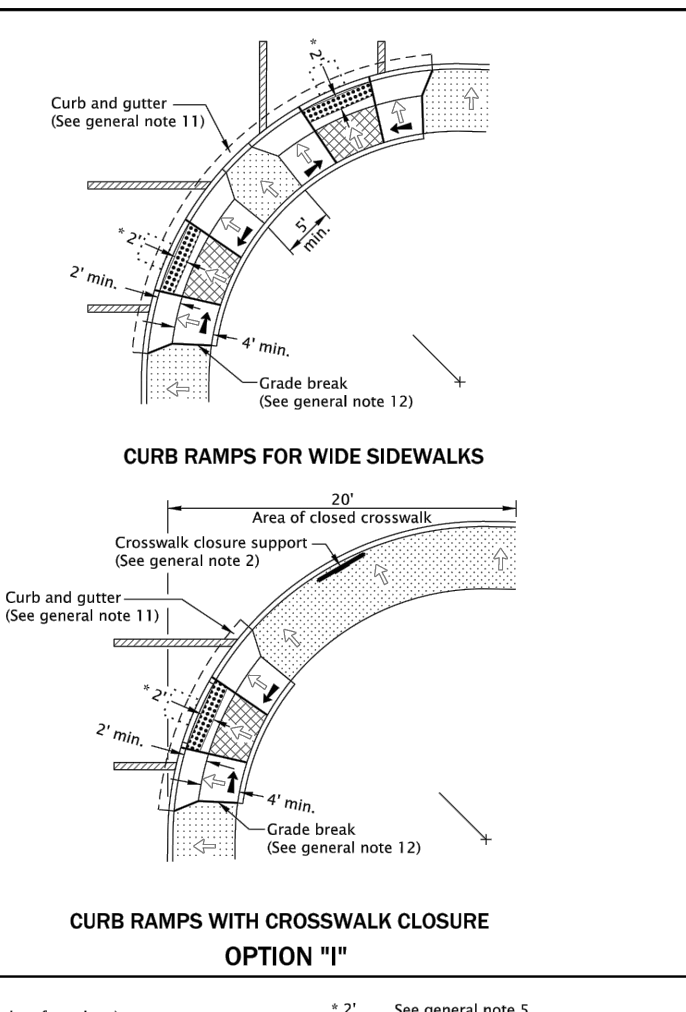 * 2'
Curb and gutter
(See general note 11)
5'
min.
* 2'
2' min.
4' min.
Grade break
(See general note 12)
CURB RAMPS FOR WIDE SIDEWALKS
20'
Area of closed crosswalk
Crosswalk closure support
(See general note 2)
Curb and gutter
(See general note 11)
* 2'
2' min.
4' min.
Grade break
(See general note 12)
CURB RAMPS WITH CROSSWALK CLOSURE
OPTION "I"
* 2' See general note 5